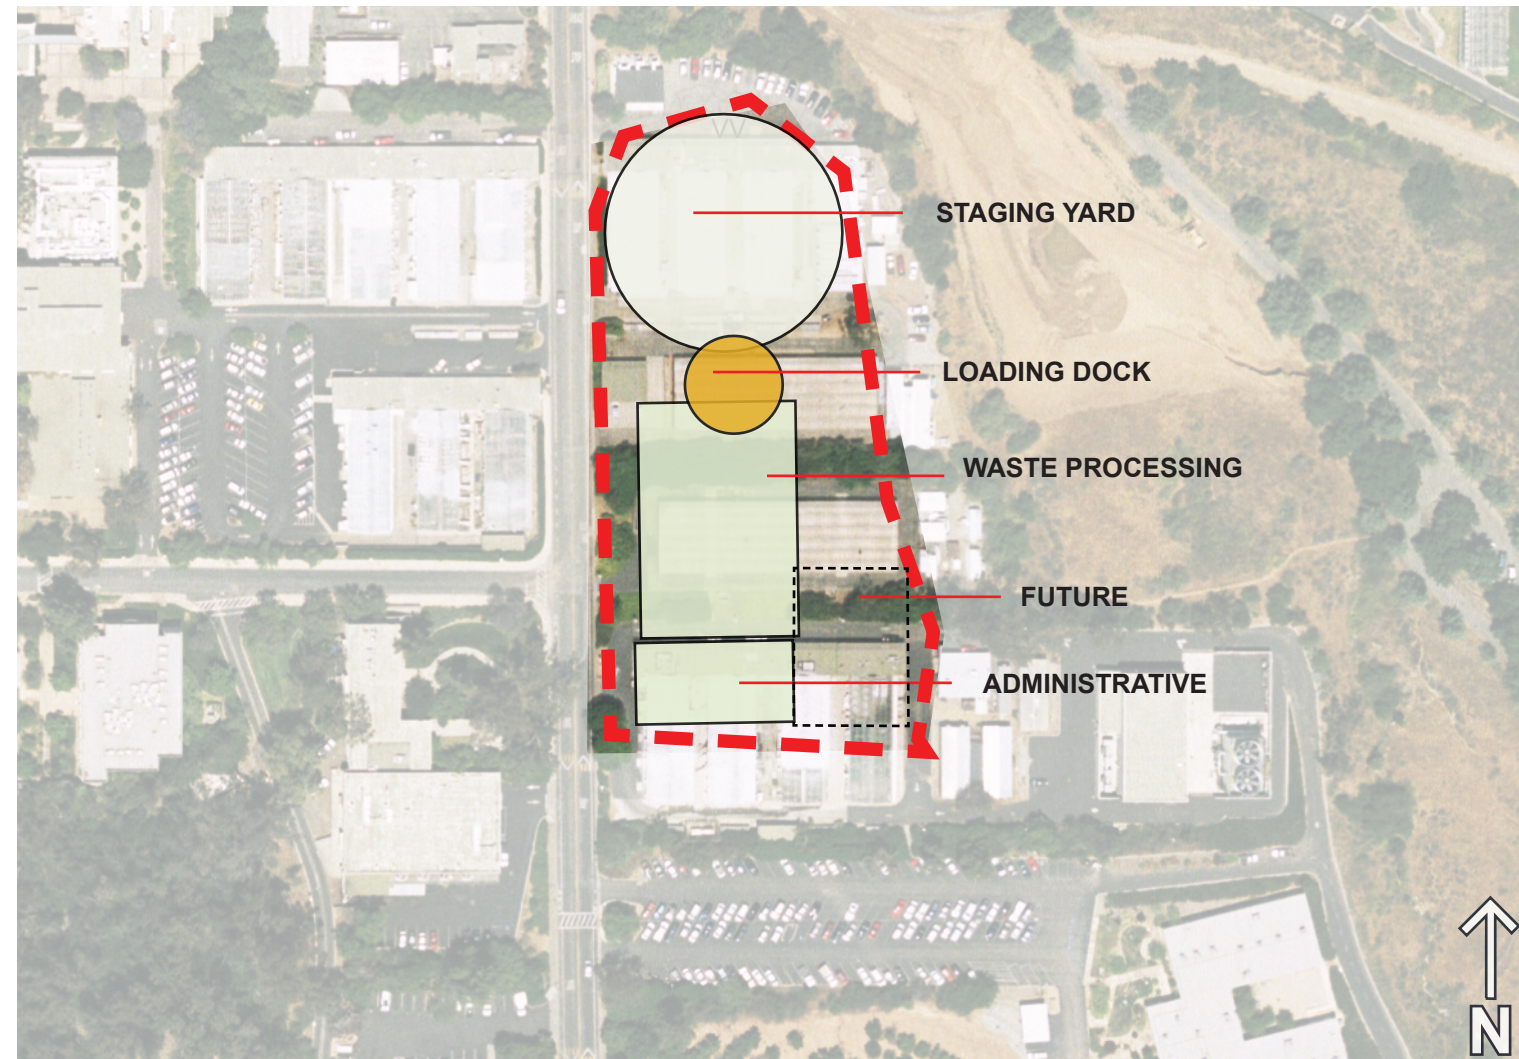 STAGING YARD
LOADING DOCK
WASTE PROCESSING
FUTURE
ADMINISTRATIVE
N